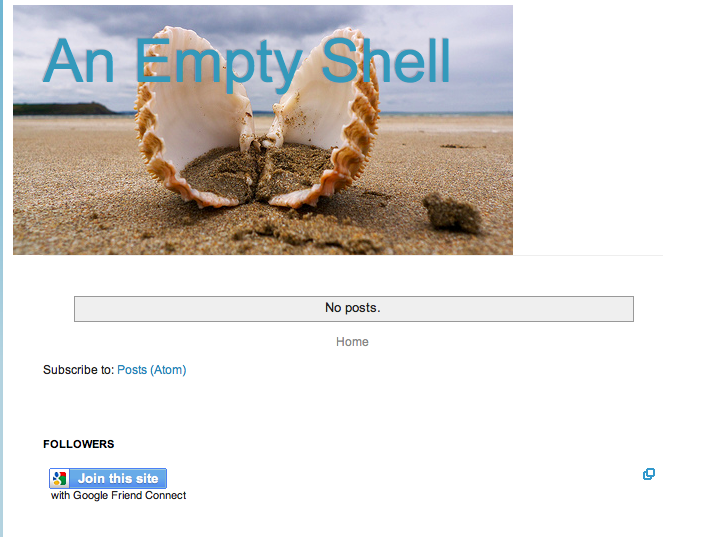 An Empty Shell
No posts.
Home
Subscribe to: Posts (Atom)
FOLLOWERS
Join this site
with Google Friend Connect